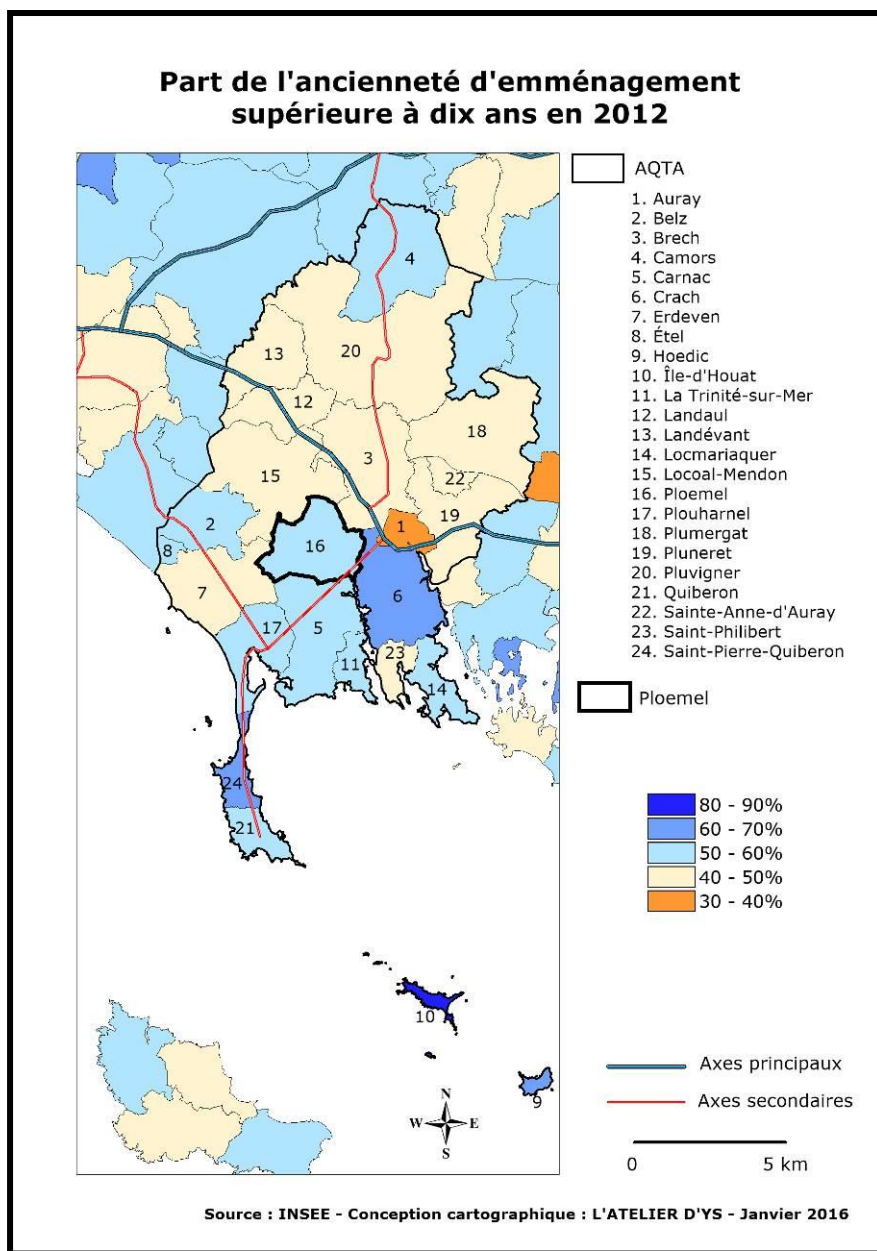 Part de l'ancienneté d'emménagement
supérieure à dix ans en 2012
AQTA
1. Auray
2. Belz
3. Brech
4. Camors
5. Carnac
6. Crach
7. Erdeven
8. Étel
9. Hoedic
10. Île-d'Houat
11. La Trinité-sur-Mer
12. Landaul
13. Landévant
14. Locmariaquer
15. Locoal-Mendon
16. Ploemel
17. Plouharnel
18. Plumergat
19. Pluneret
20. Pluvigner
21. Quiberon
22. Sainte-Anne-d'Auray
23. Saint-Philibert
24. Saint-Pierre-Quiberon
Ploemel
4
13
20
12
18
3
15
22
2
1
19
8
16
7
6
17
5
11
23
14
24
21
80 - 90%
60 - 70%
50 - 60%
40 - 50%
30 - 40%
10
9
N
W
E
S
Axes principaux
Axes secondaires
0
5 km
Source : INSEE - Conception cartographique : L'ATELIER D'YS - Janvier 2016